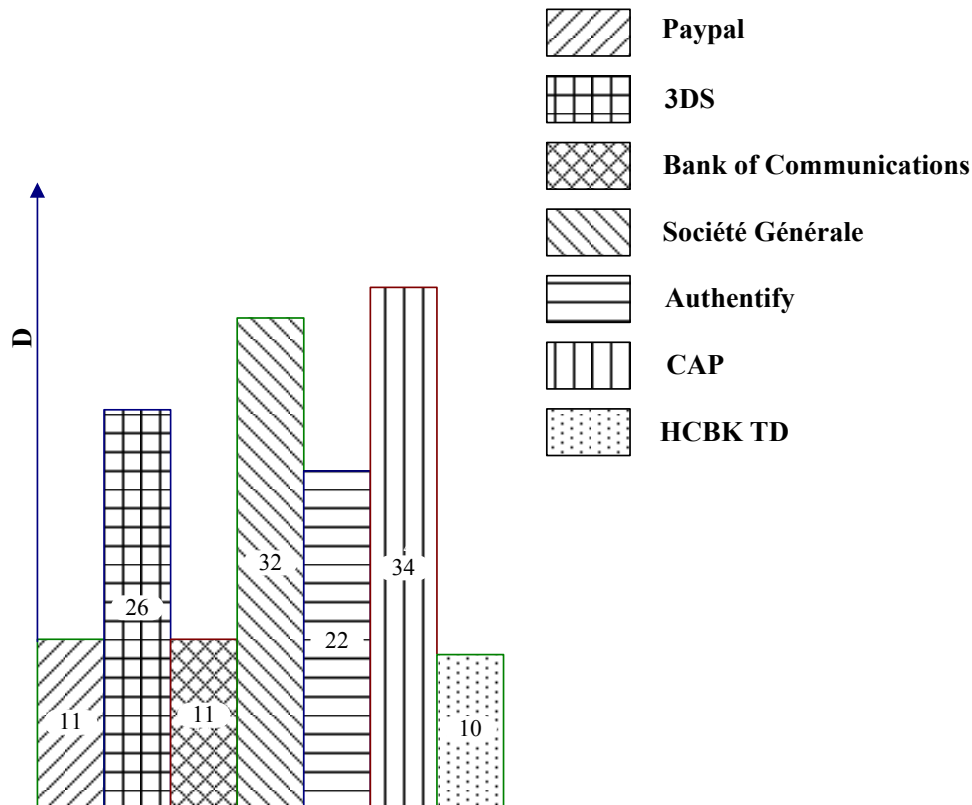 Paypal
3DS
Bank of Communications
Société Générale
Authentify
CAP
HCBK TD
D
11
26
11
32
22
34
10